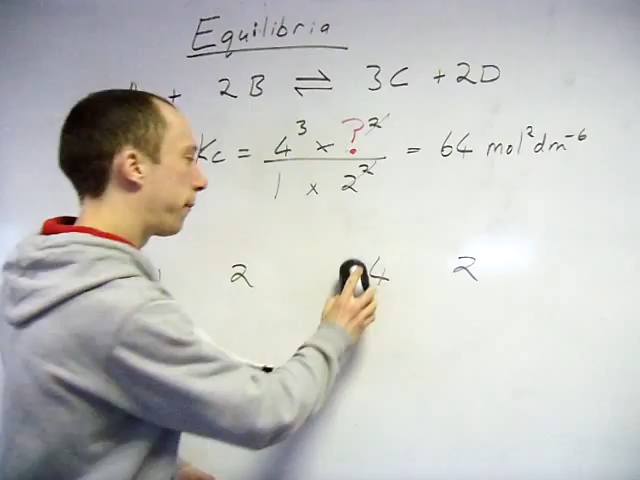 Equilibria
A + 2B ⇌ 3C + 2D
Kc = 4³ × ?² / 1 × 2² = 64 mol² dm⁻⁶
2 4 2